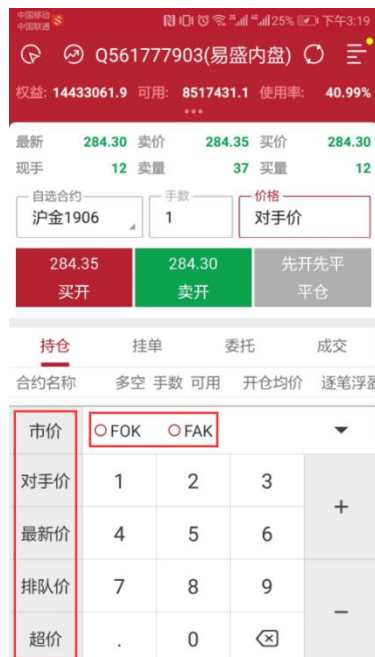 中国移动
中国联通
25% 下午3:19
Q561777903(易盛内盘)
权益: 14433061.9 可用: 8517431.1 使用率: 40.99%
最新 284.30 卖价 284.35 买价 284.30
现手 12 卖量 37 买量 12
自选合约 手数 价格
沪金1906 1 对手价
284.35 284.30 先开先平
买开 卖开 平仓
持仓 挂单 委托 成交
合约名称 多空 手数 可用 开仓均价 逐笔浮盈
市价 FOK FAK
对手价 1 2 3
+
最新价 4 5 6
排队价 7 8 9
−
超价 . 0